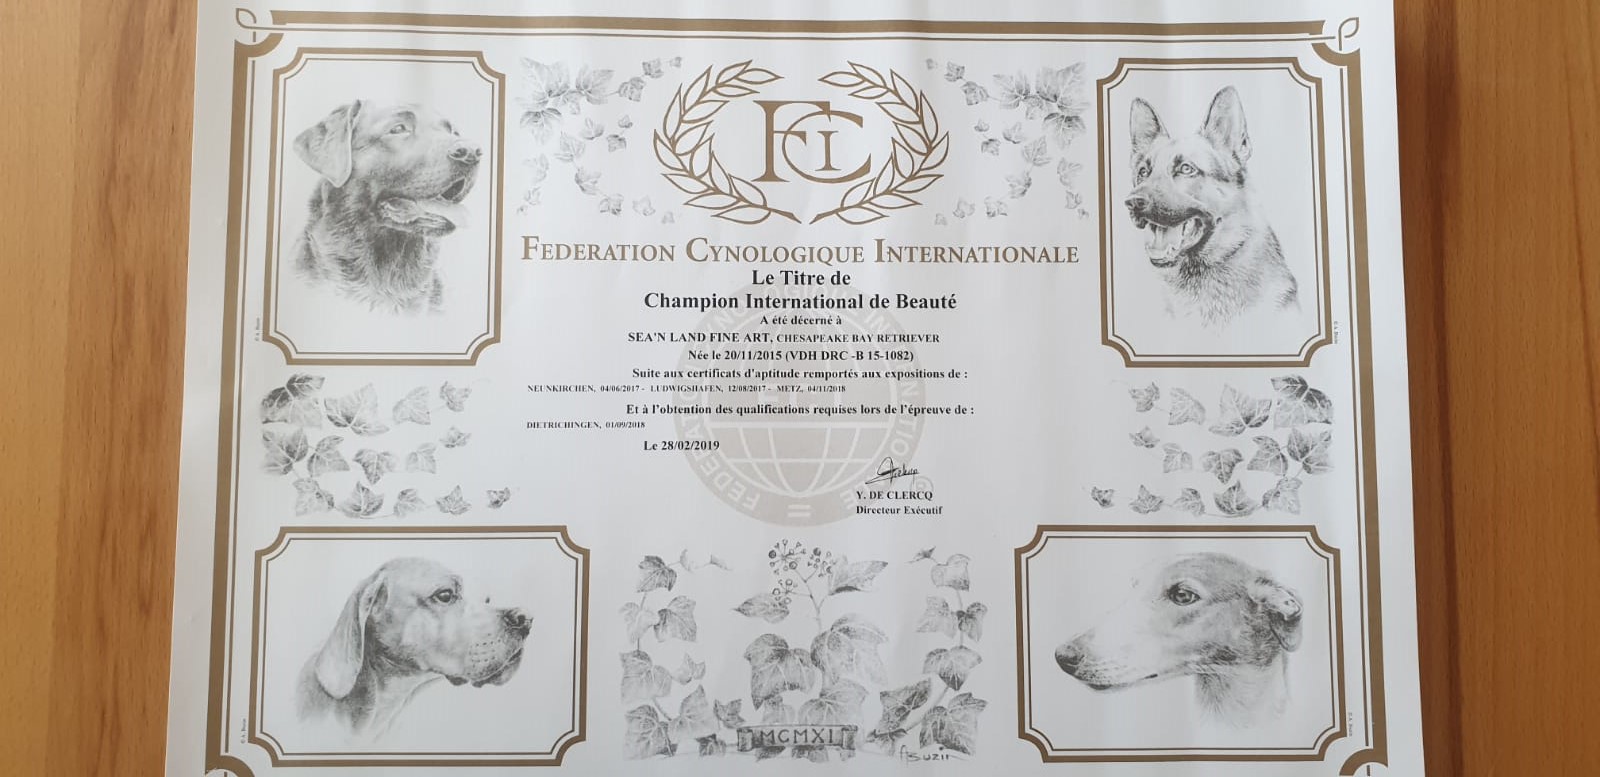 FCI
FEDERATION CYNOLOGIQUE INTERNATIONALE
Le Titre de
Champion International de Beauté
A été décerné à
SEA'N LAND FINE ART, CHESAPEAKE BAY RETRIEVER
Née le 20/11/2015 (VDH DRC -B 15-1082)
Suite aux certificats d'aptitude remportés aux expositions de :
NEUNKIRCHEN, 04/06/2017 - LUDWIGSHAFEN, 12/08/2017 - METZ, 04/11/2018
Et à l'obtention des qualifications requises lors de l'épreuve de :
DIETRICHINGEN, 01/09/2018
Le 28/02/2019
Y. DE CLERCQ
Directeur Exécutif
MCMXI